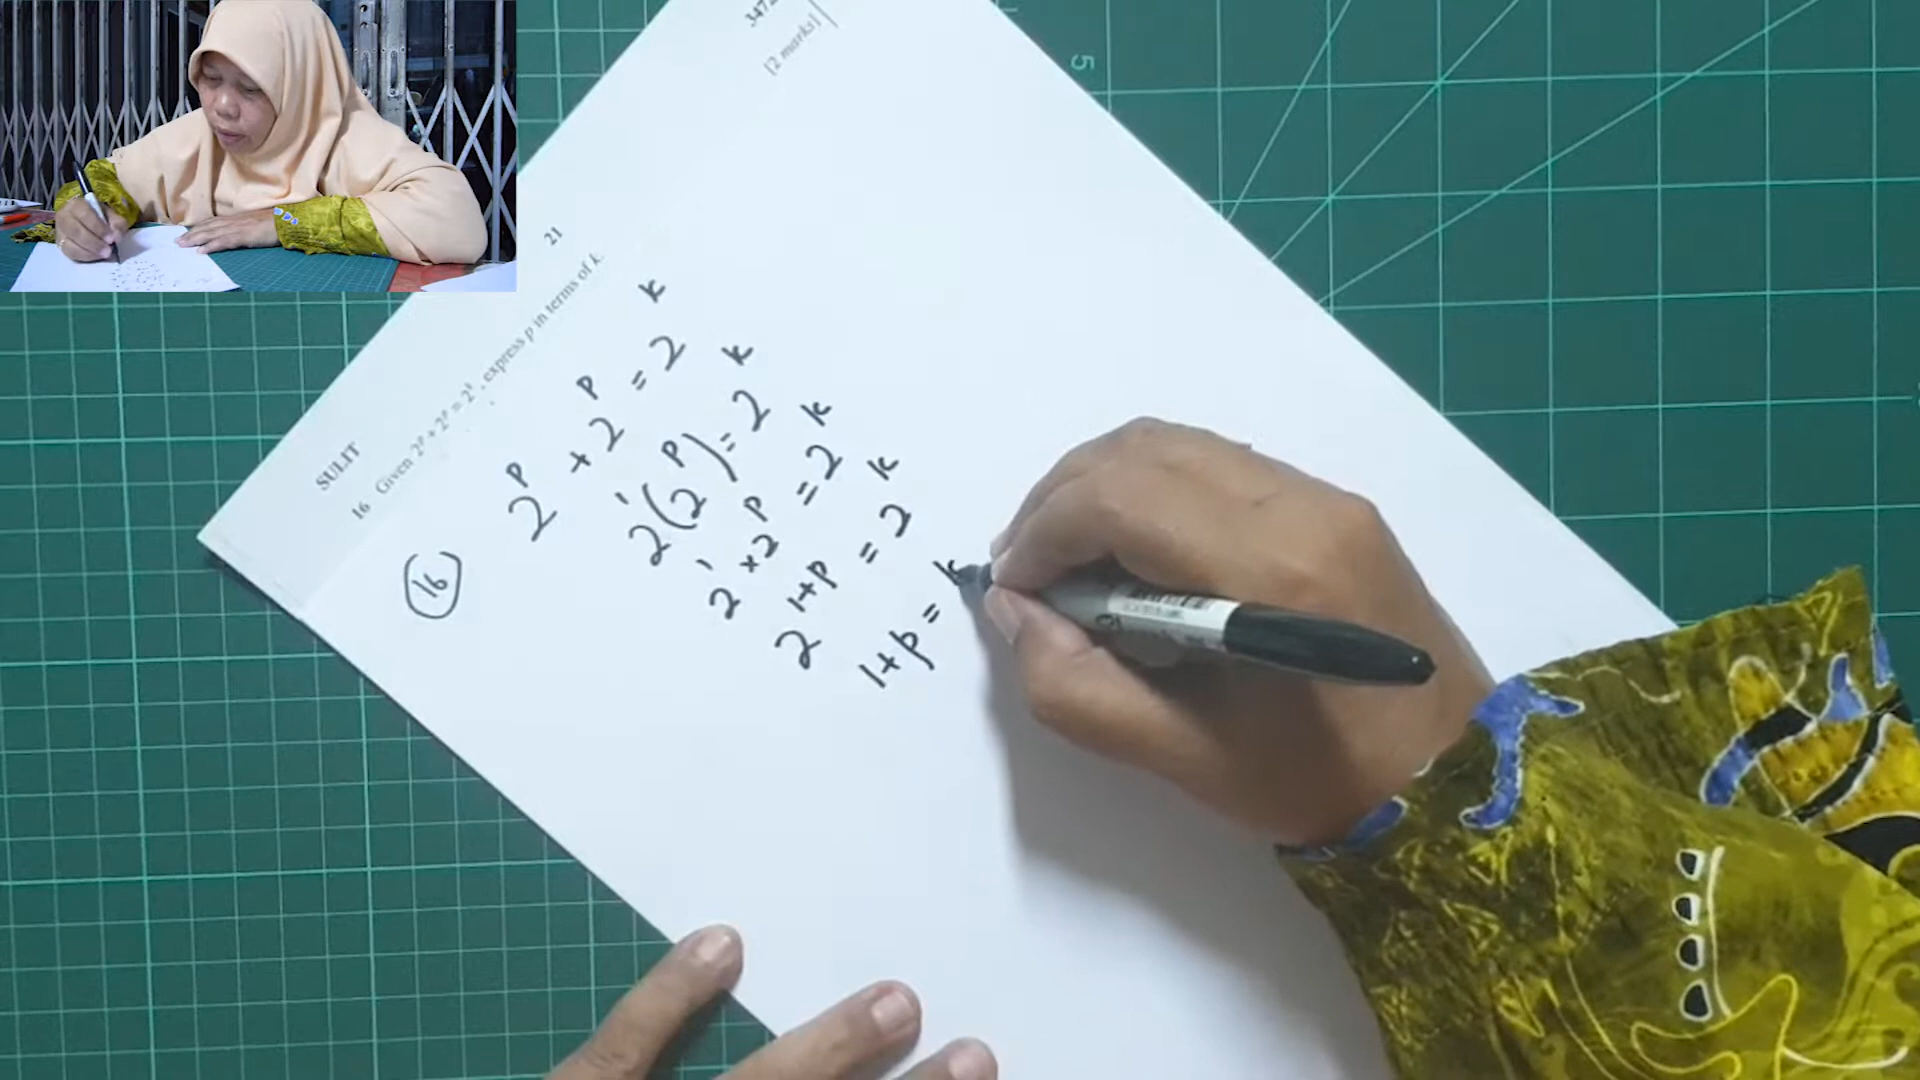 3472
[2 marks]
21
SULIT
16 Given 2ᵖ + 2ᵖ = 2ᵏ, express p in terms of k.
16
2ᵖ + 2ᵖ = 2ᵏ
2¹(2ᵖ) = 2ᵏ
2¹ × 2ᵖ = 2ᵏ
2¹⁺ᵖ = 2ᵏ
1+p = k
5